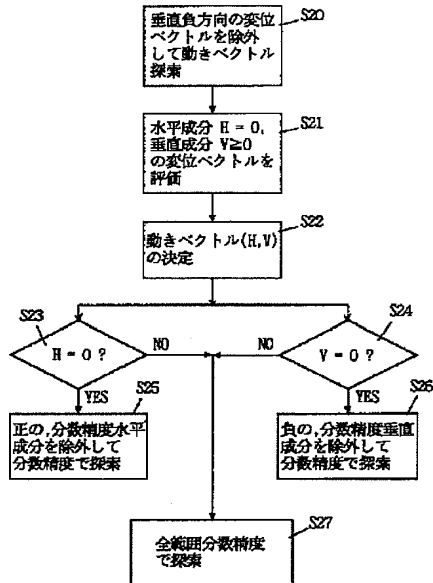 S20
垂直負方向の変位
ベクトルを除外
して動きベクトル
探索
S21
水平成分 H = 0,
垂直成分 V≧0
の変位ベクトルを
評価
S22
動きベクトル(H,V)
の決定
S23
H = 0 ?
NO
YES
S24
V = 0 ?
NO
YES
S25
正の,分数精度水平
成分を除外して
分数精度で探索
S26
負の,分数精度垂直
成分を除外して
分数精度で探索
S27
全範囲分数精度
で探索